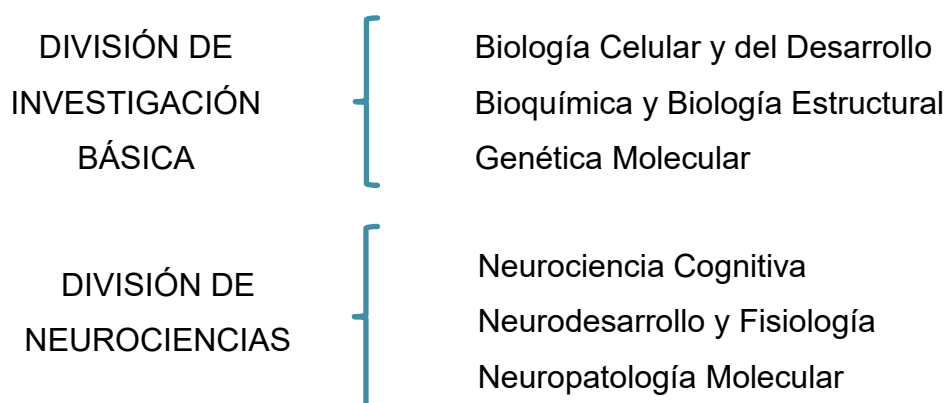 DIVISIÓN DE
INVESTIGACIÓN
BÁSICA
Biología Celular y del Desarrollo
Bioquímica y Biología Estructural
Genética Molecular
DIVISIÓN DE
NEUROCIENCIAS
Neurociencia Cognitiva
Neurodesarrollo y Fisiología
Neuropatología Molecular